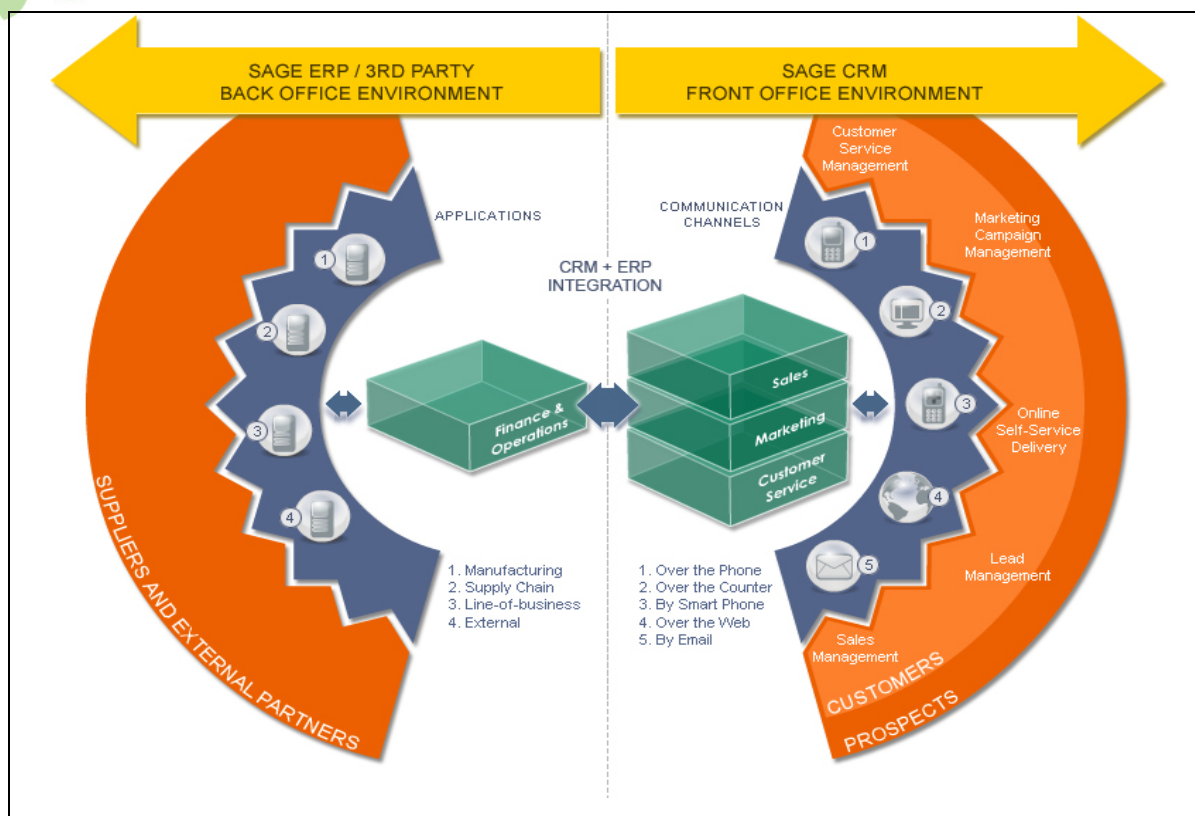 SAGE ERP / 3RD PARTY
BACK OFFICE ENVIRONMENT
SAGE CRM
FRONT OFFICE ENVIRONMENT
APPLICATIONS
1
2
3
4
SUPPLIERS AND EXTERNAL PARTNERS
1. Manufacturing
2. Supply Chain
3. Line-of-business
4. External
CRM + ERP
INTEGRATION
Finance &
Operations
Sales
Marketing
Customer
Service
COMMUNICATION
CHANNELS
1
2
3
4
5
1. Over the Phone
2. Over the Counter
3. By Smart Phone
4. Over the Web
5. By Email
Customer
Service
Management
Marketing
Campaign
Management
Online
Self-Service
Delivery
Lead
Management
Sales
Management
CUSTOMERS
PROSPECTS